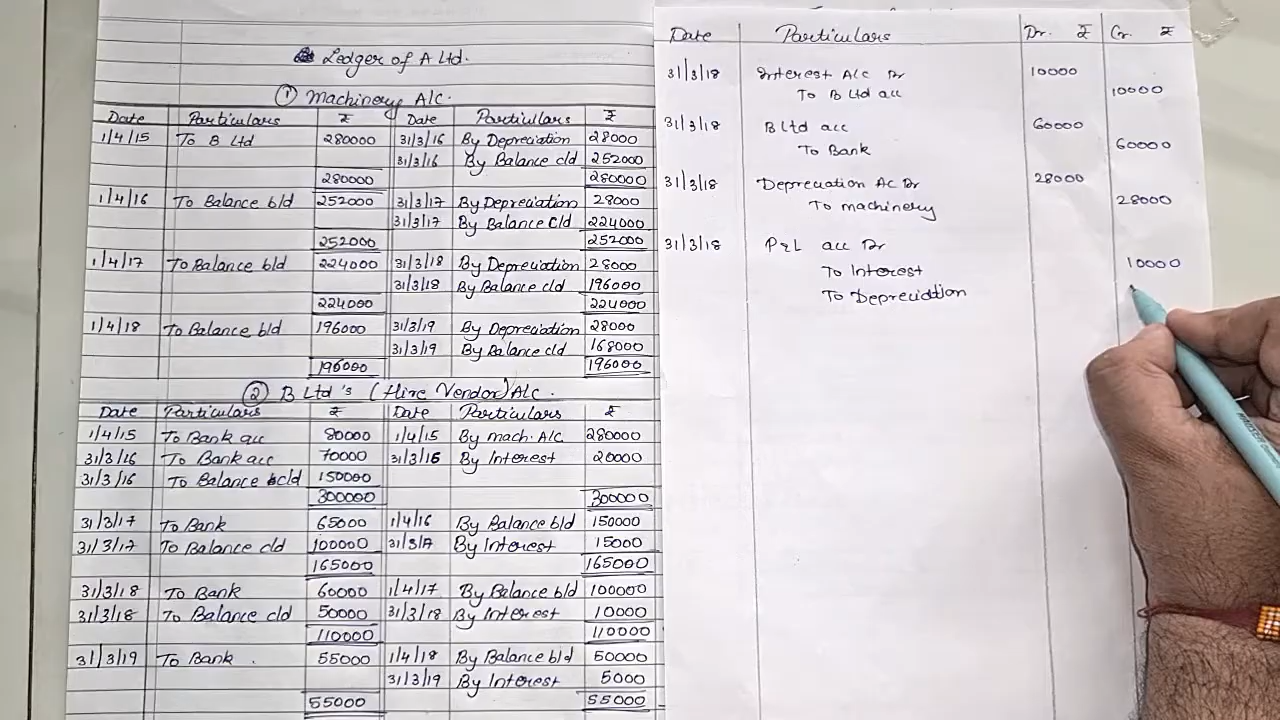 Ledger of A Ltd.
① Machinery A/c.
Date Particulars ₹ Date Particulars ₹
1/4/15 To B Ltd 280000 31/3/16 By Depreciation 28000
31/3/16 By Balance c/d 252000
280000 280000
1/4/16 To Balance b/d 252000 31/3/17 By Depreciation 28000
31/3/17 By Balance c/d 224000
252000 252000
1/4/17 To Balance b/d 224000 31/3/18 By Depreciation 28000
31/3/18 By Balance c/d 196000
224000 224000
1/4/18 To Balance b/d 196000 31/3/19 By Depreciation 28000
31/3/19 By Balance c/d 168000
196000 196000
② B Ltd's (Hire Vendor) A/c.
Date Particulars ₹ Date Particulars ₹
1/4/15 To Bank acc 80000 1/4/15 By mach. A/c 280000
31/3/16 To Bank acc 70000 31/3/16 By Interest 20000
31/3/16 To Balance c/d 150000
300000 300000
31/3/17 To Bank 65000 1/4/16 By Balance b/d 150000
31/3/17 To Balance c/d 100000 31/3/17 By Interest 15000
165000 165000
31/3/18 To Bank 60000 1/4/17 By Balance b/d 100000
31/3/18 To Balance c/d 50000 31/3/18 By Interest 10000
110000 110000
31/3/19 To Bank. 55000 1/4/18 By Balance b/d 50000
31/3/19 By Interest 5000
55000 55000
Date Particulars Dr. ₹ Cr. ₹
31/3/18 Interest A/c Dr 10000
To B Ltd acc 10000
31/3/18 B Ltd acc 60000
To Bank 60000
31/3/18 Depreciation AC Dr 28000
To machinery 28000
31/3/18 P&L acc Dr
To Interest 10000
To Depreciation